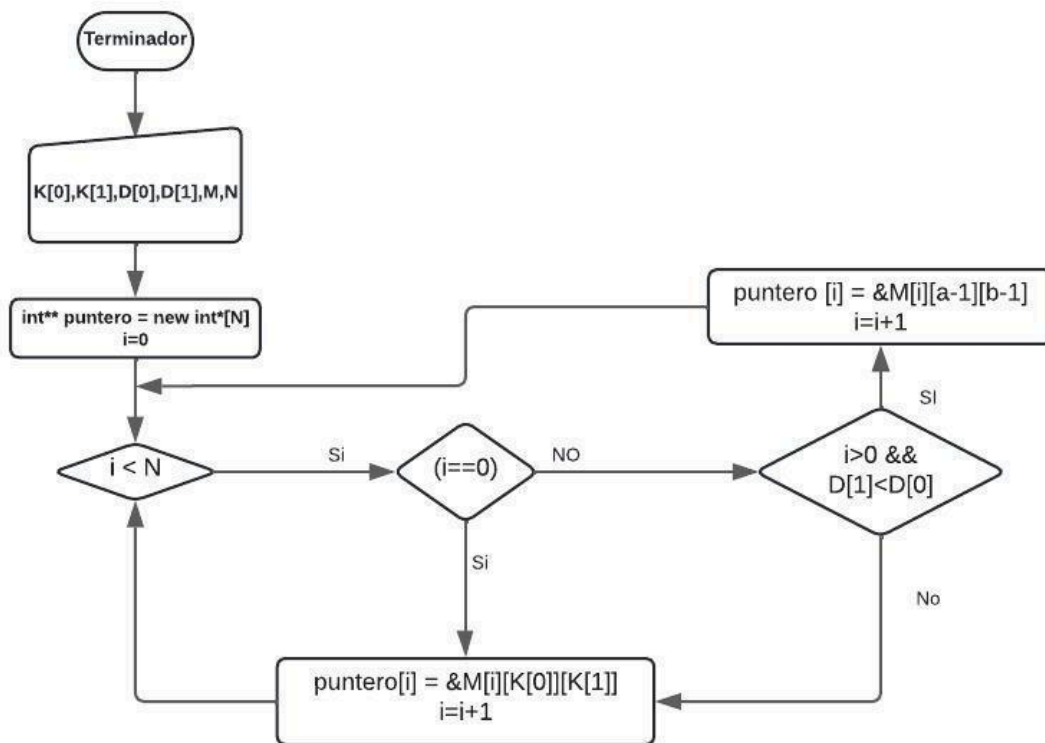 Terminador
K[0],K[1],D[0],D[1],M,N
int** puntero = new int*[N]
i=0
puntero [i] = &M[i][a-1][b-1]
i=i+1
SI
i < N
Si
(i==0)
NO
i>0 &&
D[1]<D[0]
Si
No
puntero[i] = &M[i][K[0]][K[1]]
i=i+1